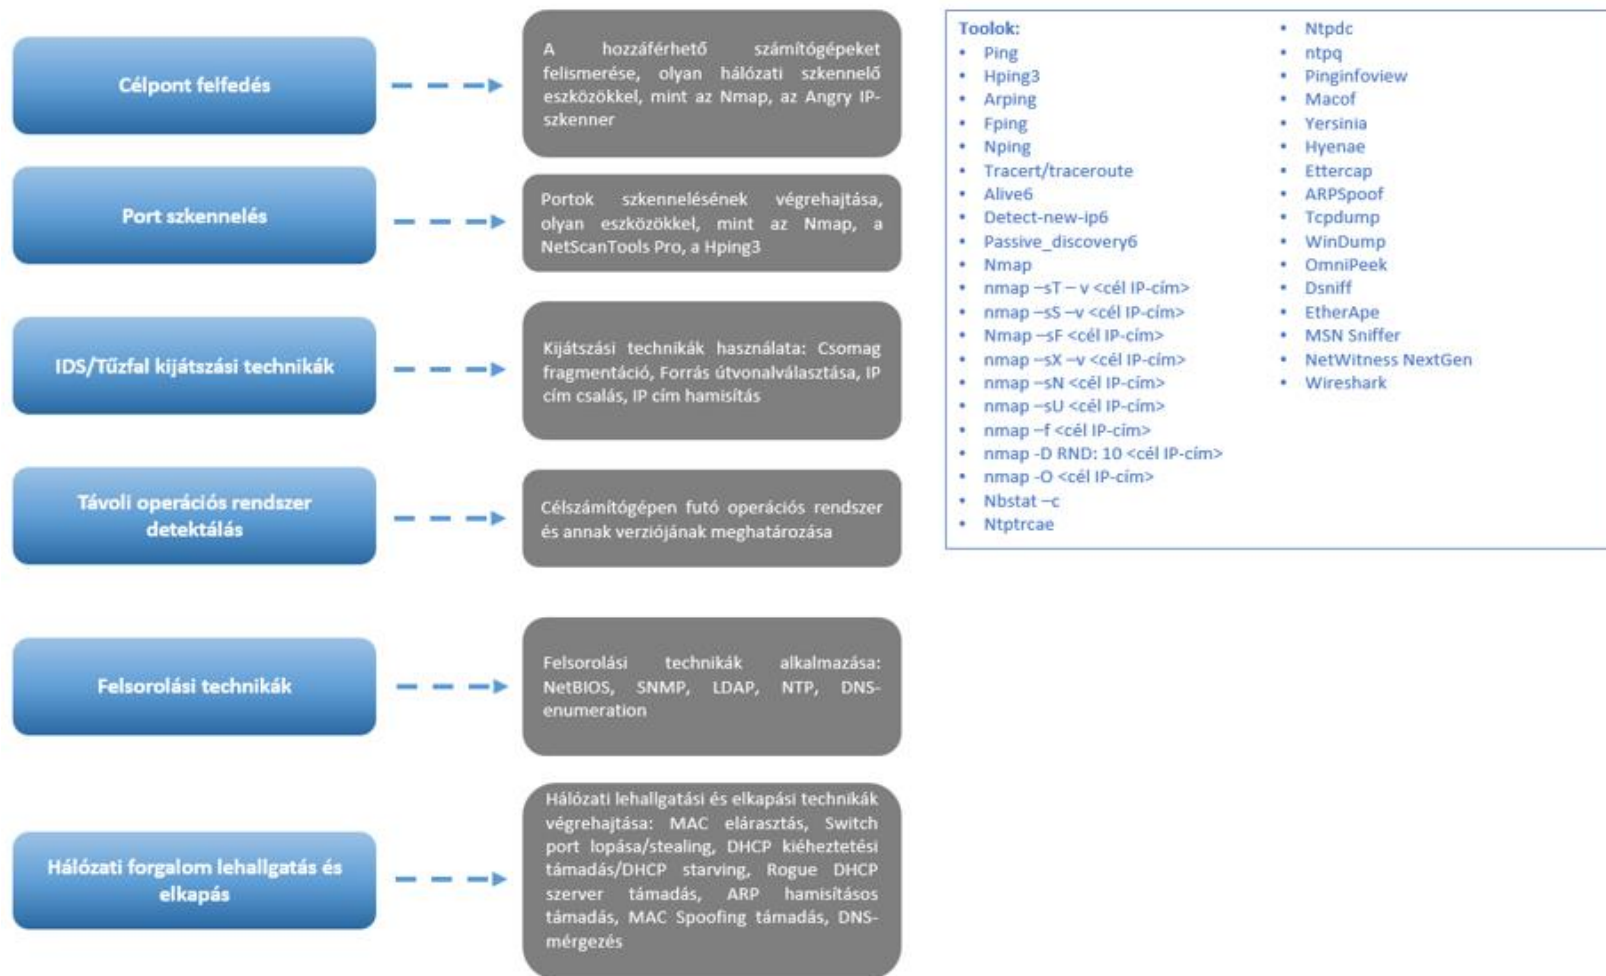 Célpont felfedés
A hozzáférhető számítógépeket
felismerése, olyan hálózati szkennelő
eszközökkel, mint az Nmap, az Angry IP-
szkenner
Port szkennelés
Portok szkennelésének végrehajtása,
olyan eszközökkel, mint az Nmap, a
NetScanTools Pro, a Hping3
IDS/Tűzfal kijátszási technikák
Kijátszási technikák használata: Csomag
fragmentáció, Forrás útvonalválasztása, IP
cím csalás, IP cím hamisítás
Távoli operációs rendszer
detektálás
Célszámítógépen futó operációs rendszer
és annak verziójának meghatározása
Felsorolási technikák
Felsorolási technikák alkalmazása:
NetBIOS, SNMP, LDAP, NTP, DNS-
enumeration
Hálózati forgalom lehallgatás és
elkapás
Hálózati lehallgatási és elkapási technikák
végrehajtása: MAC elárasztás, Switch
port lopása/stealing, DHCP kiéheztetési
támadás/DHCP starving, Rogue DHCP
szerver támadás, ARP hamisításos
támadás, MAC Spoofing támadás, DNS-
mérgezés
Toolok:
• Ping
• Hping3
• Arping
• Fping
• Nping
• Tracert/traceroute
• Alive6
• Detect-new-ip6
• Passive_discovery6
• Nmap
• nmap –sT – v <cél IP-cím>
• nmap –sS –v <cél IP-cím>
• Nmap –sF <cél IP-cím>
• nmap –sX –v <cél IP-cím>
• nmap –sN <cél IP-cím>
• nmap –sU <cél IP-cím>
• nmap –f <cél IP-cím>
• nmap -D RND: 10 <cél IP-cím>
• nmap -O <cél IP-cím>
• Nbstat –c
• Ntptrcae
• Ntpdc
• ntpq
• Pinginfoview
• Macof
• Yersinia
• Hyenae
• Ettercap
• ARPSpoof
• Tcpdump
• WinDump
• OmniPeek
• Dsniff
• EtherApe
• MSN Sniffer
• NetWitness NextGen
• Wireshark